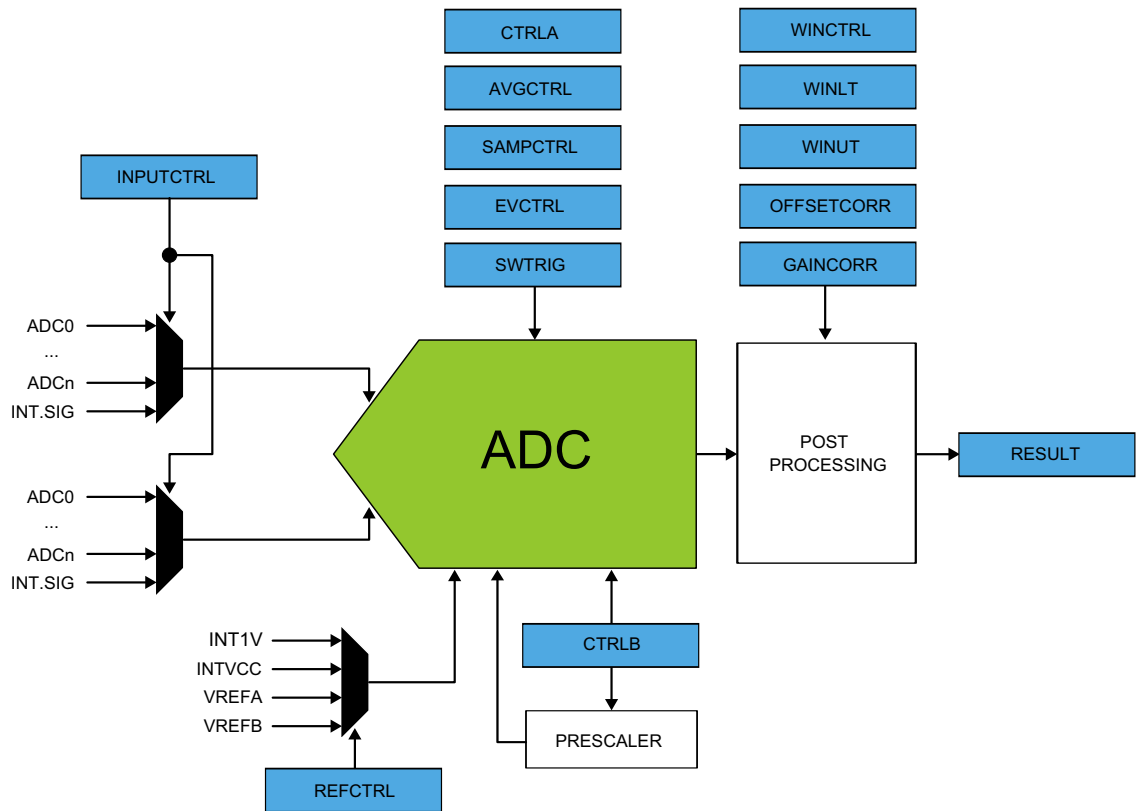 CTRLA
WINCTRL
AVGCTRL
WINLT
SAMPCTRL
WINUT
INPUTCTRL
EVCTRL
OFFSETCORR
SWTRIG
GAINCORR
ADC0
...
ADCn
INT.SIG
ADC
POST
PROCESSING
RESULT
ADC0
...
ADCn
INT.SIG
INT1V
INTVCC
VREFA
VREFB
CTRLB
PRESCALER
REFCTRL